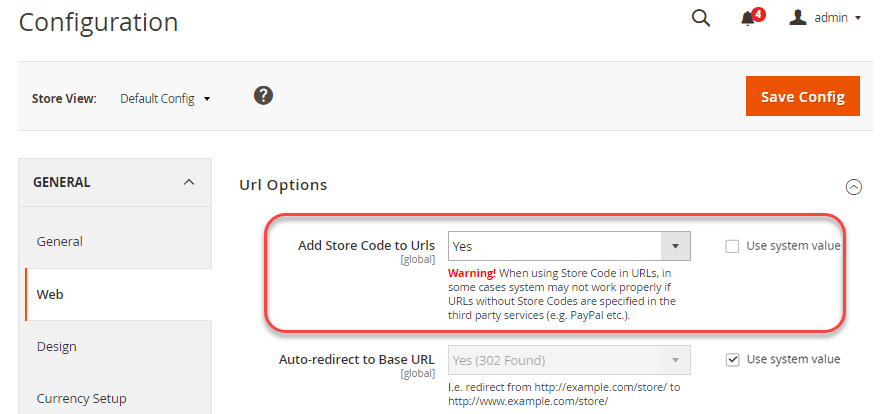 Configuration
4
admin
Store View: Default Config
?
Save Config
GENERAL
General
Web
Design
Currency Setup
Url Options
Add Store Code to Urls
[global]
Yes
Use system value
Warning! When using Store Code in URLs, in
some cases system may not work properly if
URLs without Store Codes are specified in the
third party services (e.g. PayPal etc.).
Auto-redirect to Base URL
[global]
Yes (302 Found)
Use system value
I.e. redirect from http://example.com/store/ to
http://www.example.com/store/